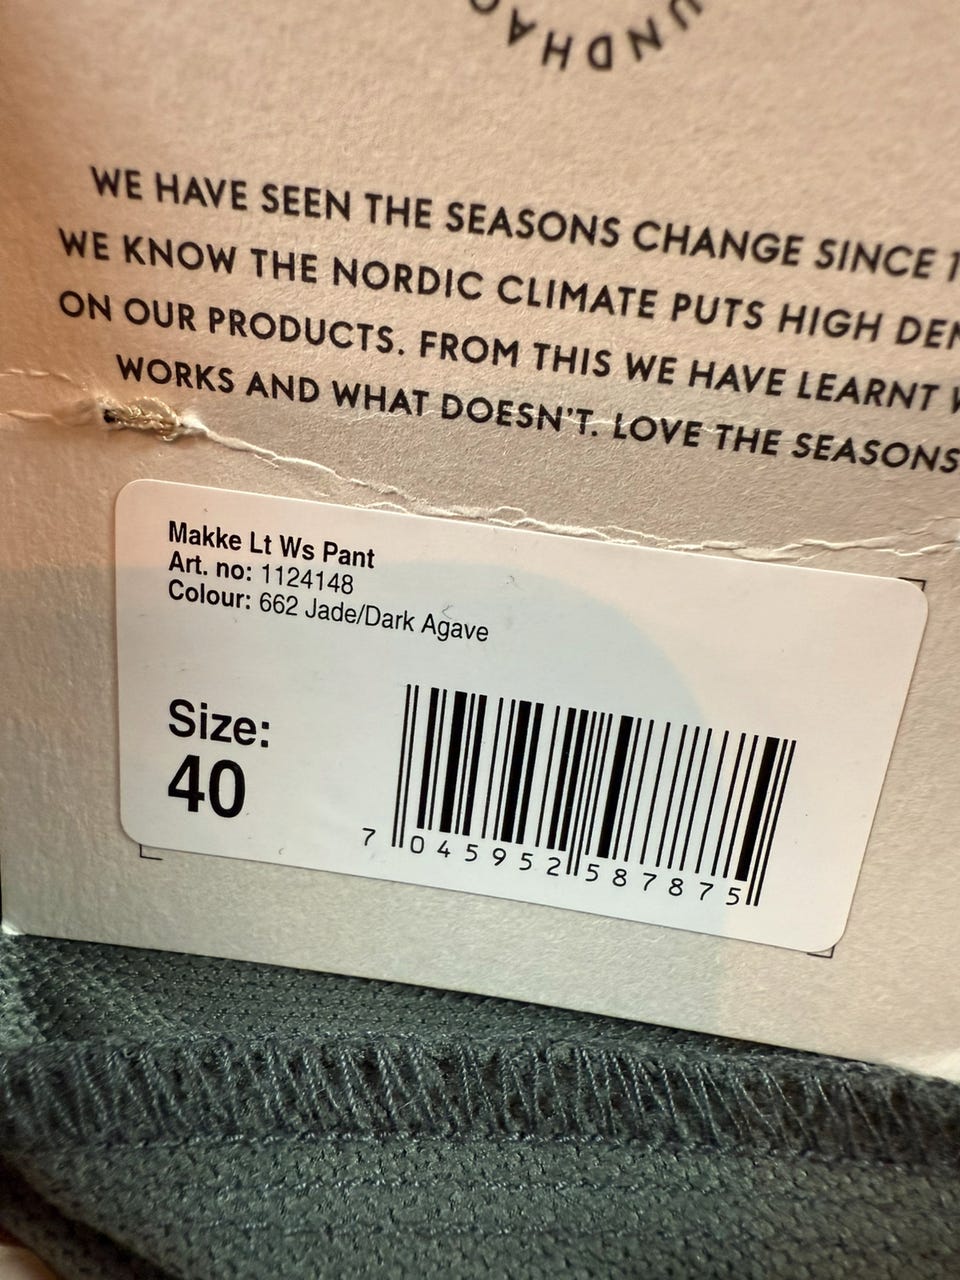 WE HAVE SEEN THE SEASONS CHANGE SINCE
WE KNOW THE NORDIC CLIMATE PUTS HIGH
ON OUR PRODUCTS. FROM THIS WE HAVE LEARNT
WORKS AND WHAT DOESN'T. LOVE THE SEASONS
Makke Lt Ws Pant
Art. no: 1124148
Colour: 662 Jade/Dark Agave
Size:
40
7 045952 587875